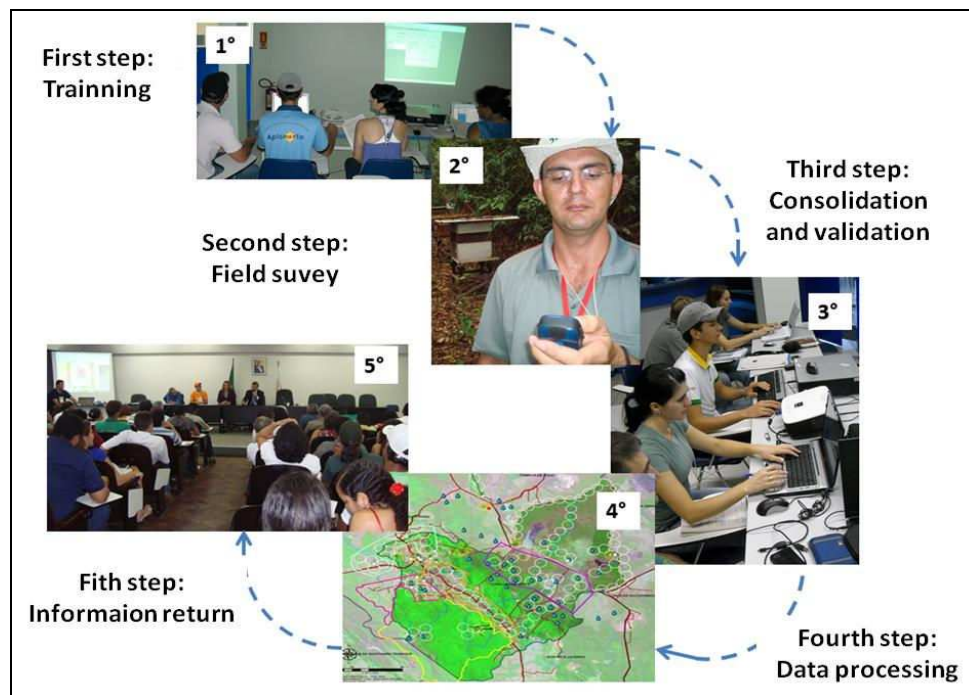 First step:
Trainning
1°
Apinorte
2°
Second step:
Field suvey
Third step:
Consolidation
and validation
3°
5°
4°
Fith step:
Informaion return
Fourth step:
Data processing